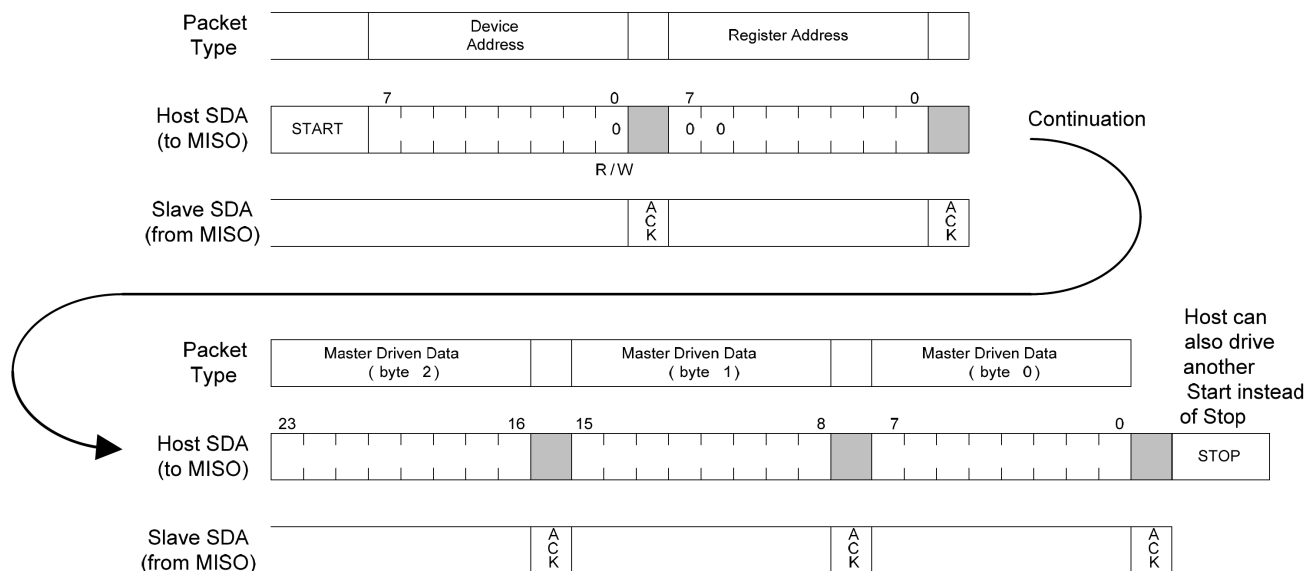 Packet
Type
Device
Address
Register Address
Host SDA
(to MISO)
7 0 7 0
START
0 0 0
R / W
Continuation
Slave SDA
(from MISO)
A
C
K
A
C
K
Packet
Type
Master Driven Data
( byte 2)
Master Driven Data
( byte 1)
Master Driven Data
( byte 0)
Host can
also drive
another
Start instead
of Stop
Host SDA
(to MISO)
23 16 15 8 7 0
STOP
Slave SDA
(from MISO)
A
C
K
A
C
K
A
C
K